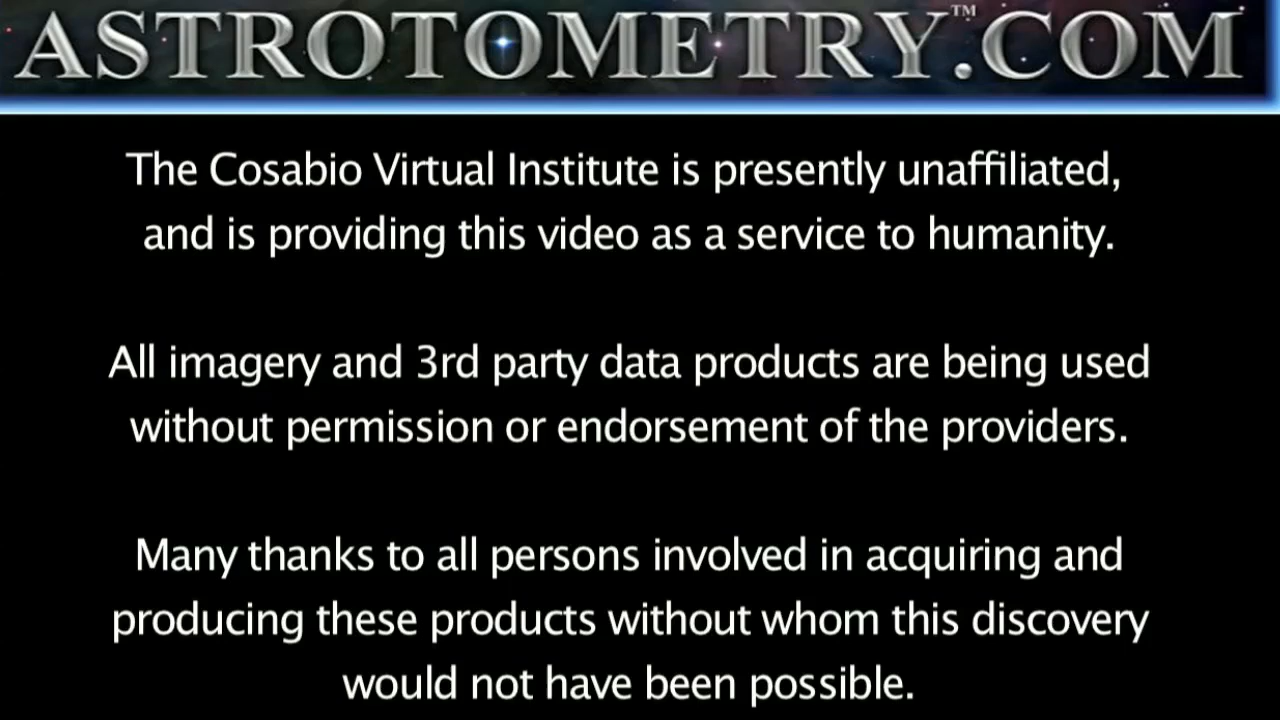 ASTROTOMETRY™.COM
The Cosabio Virtual Institute is presently unaffiliated,
and is providing this video as a service to humanity.
All imagery and 3rd party data products are being used
without permission or endorsement of the providers.
Many thanks to all persons involved in acquiring and
producing these products without whom this discovery
would not have been possible.